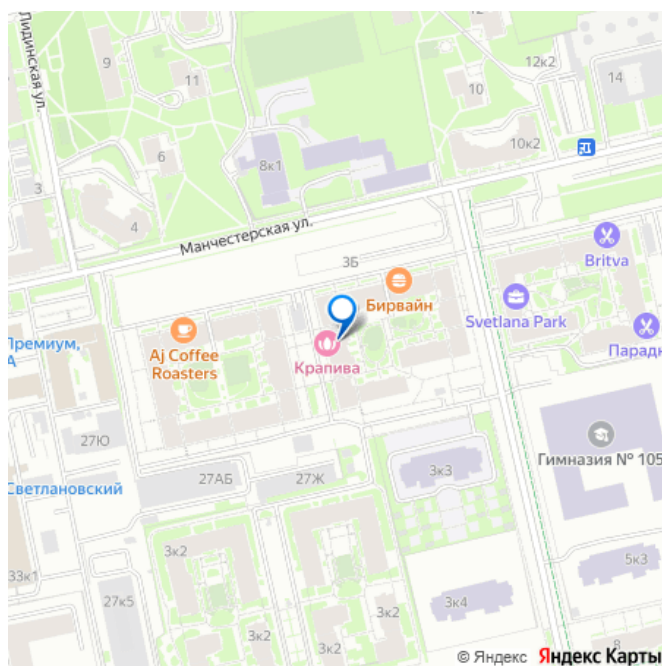 Лидинская ул.
9
11
12
12к2
14
10
10к2
6
8к1
3
4
Манчестерская ул.
3Б
Britva
Бирвайн
Svetlana Park
Aj Coffee
Roasters
Крапива
Парадк
Премиум,
А
27Ю
Гимназия № 105
Светлановский
27АБ
27Ж
3к3
33к1
3к2
27к5
3к2
3к2
3к2
3к4
5к3
8
© Яндекс Яндекс Карты